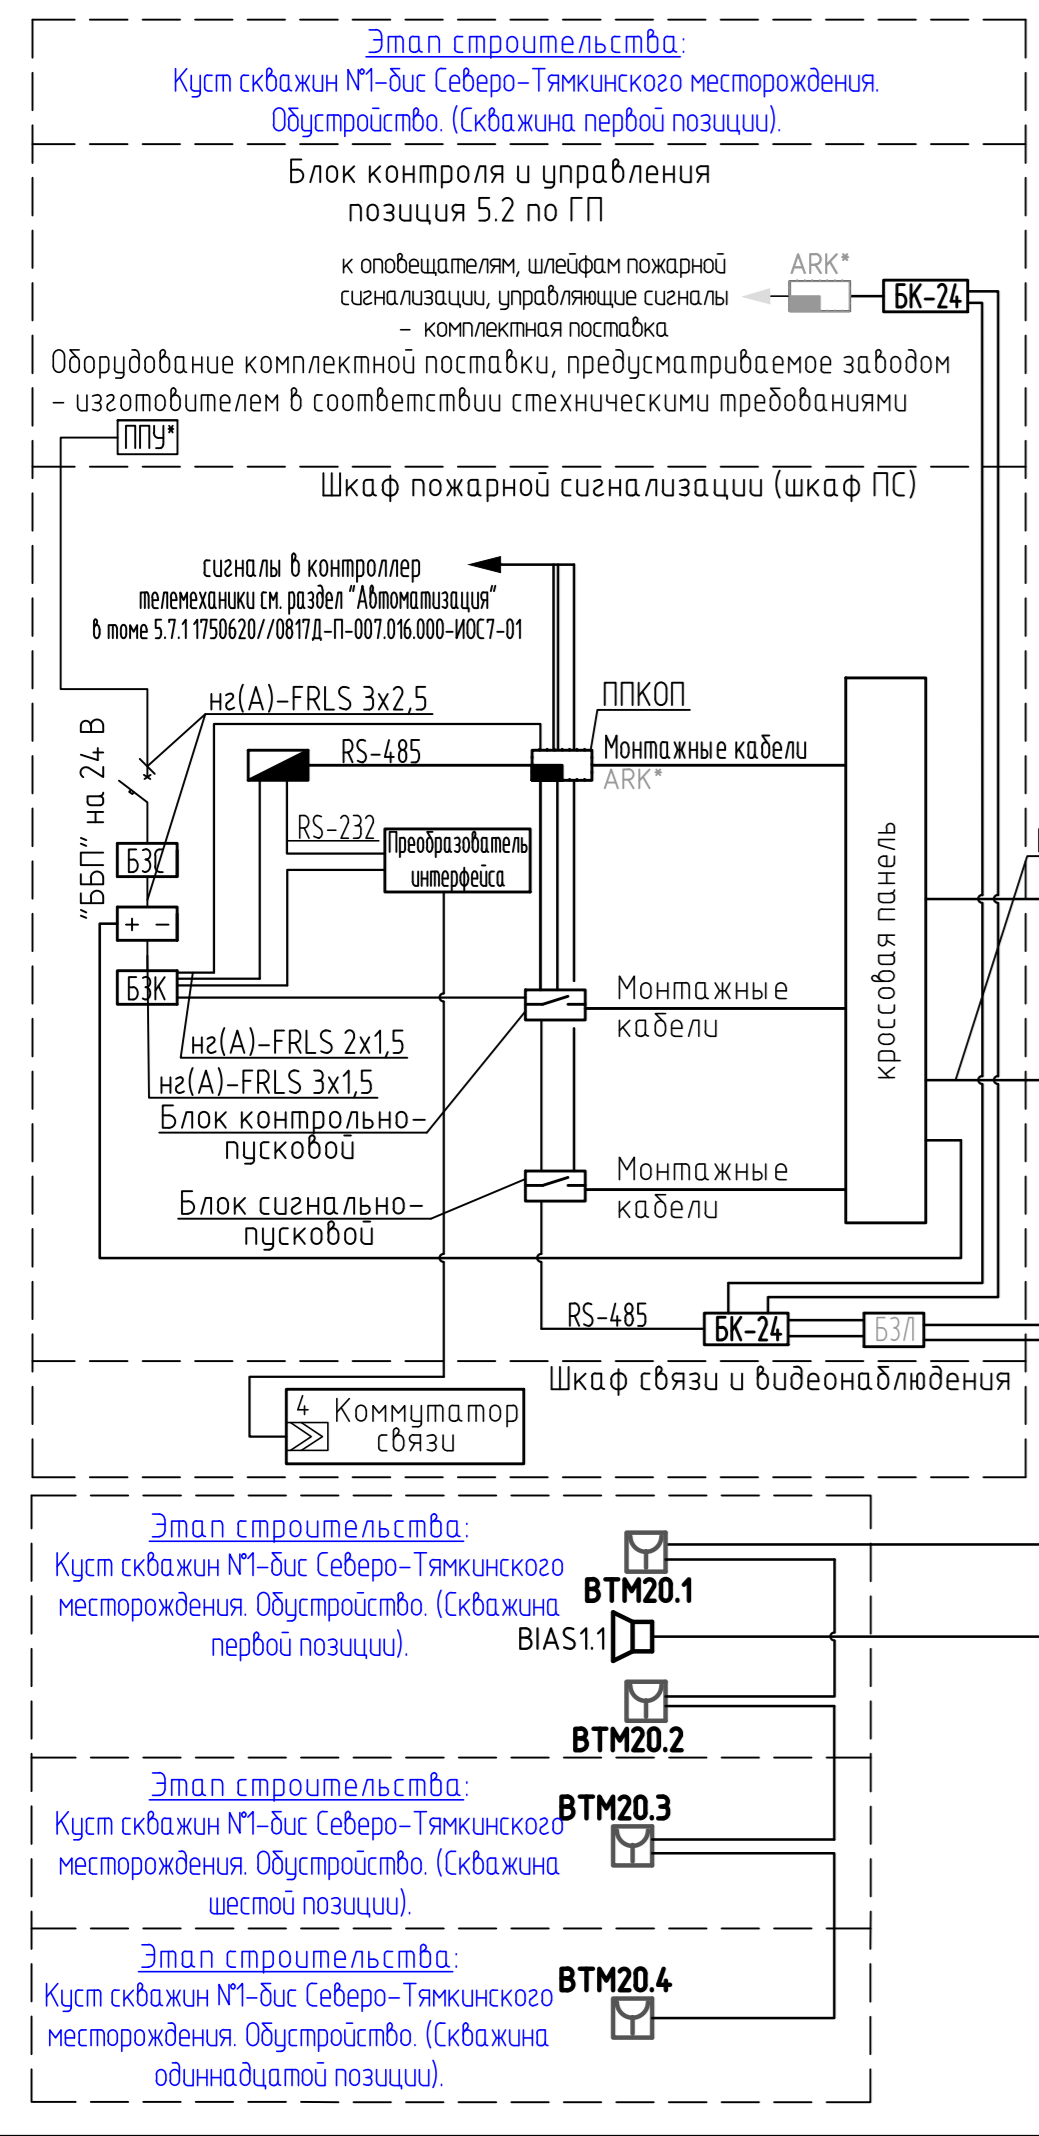 Этап строительства:
Куст скважин №1-бис Северо-Тямкинского месторождения.
Обустройство. (Скважина первой позиции).
Блок контроля и управления
позиция 5.2 по ГП
к оповещателям, шлейфам пожарной
сигнализации, управляющие сигналы
- комплектная поставка
ARK*
БК-24
Оборудование комплектной поставки, предусматриваемое заводом
- изготовителем в соответствии стехническими требованиями
ППУ*
Шкаф пожарной сигнализации (шкаф ПС)
сигналы в контроллер
телемеханики см. раздел "Автоматизация"
в томе 5.7.1 1750620//0817Д-П-007.016.000-ИОС7-01
нг(А)-FRLS 3х2,5
ППКОП
RS-485
Монтажные кабели
ARK*
"ББП" на 24 В
RS-232
Преобразователь
интерфейса
БЗС
+ -
БЗК
кроссовая панель
Монтажные
кабели
нг(А)-FRLS 2х1,5
нг(А)-FRLS 3х1,5
Блок контрольно-
пусковой
Монтажные
кабели
Блок сигнально-
пусковой
RS-485
БК-24
БЗЛ
Шкаф связи и видеонаблюдения
4
Коммутатор
связи
Этап строительства:
Куст скважин №1-бис Северо-Тямкинского
месторождения. Обустройство. (Скважина
первой позиции).
BTM20.1
BIAS1.1
BTM20.2
Этап строительства:
Куст скважин №1-бис Северо-Тямкинского
месторождения. Обустройство. (Скважина
шестой позиции).
BTM20.3
Этап строительства:
Куст скважин №1-бис Северо-Тямкинского
месторождения. Обустройство. (Скважина
одиннадцатой позиции).
BTM20.4